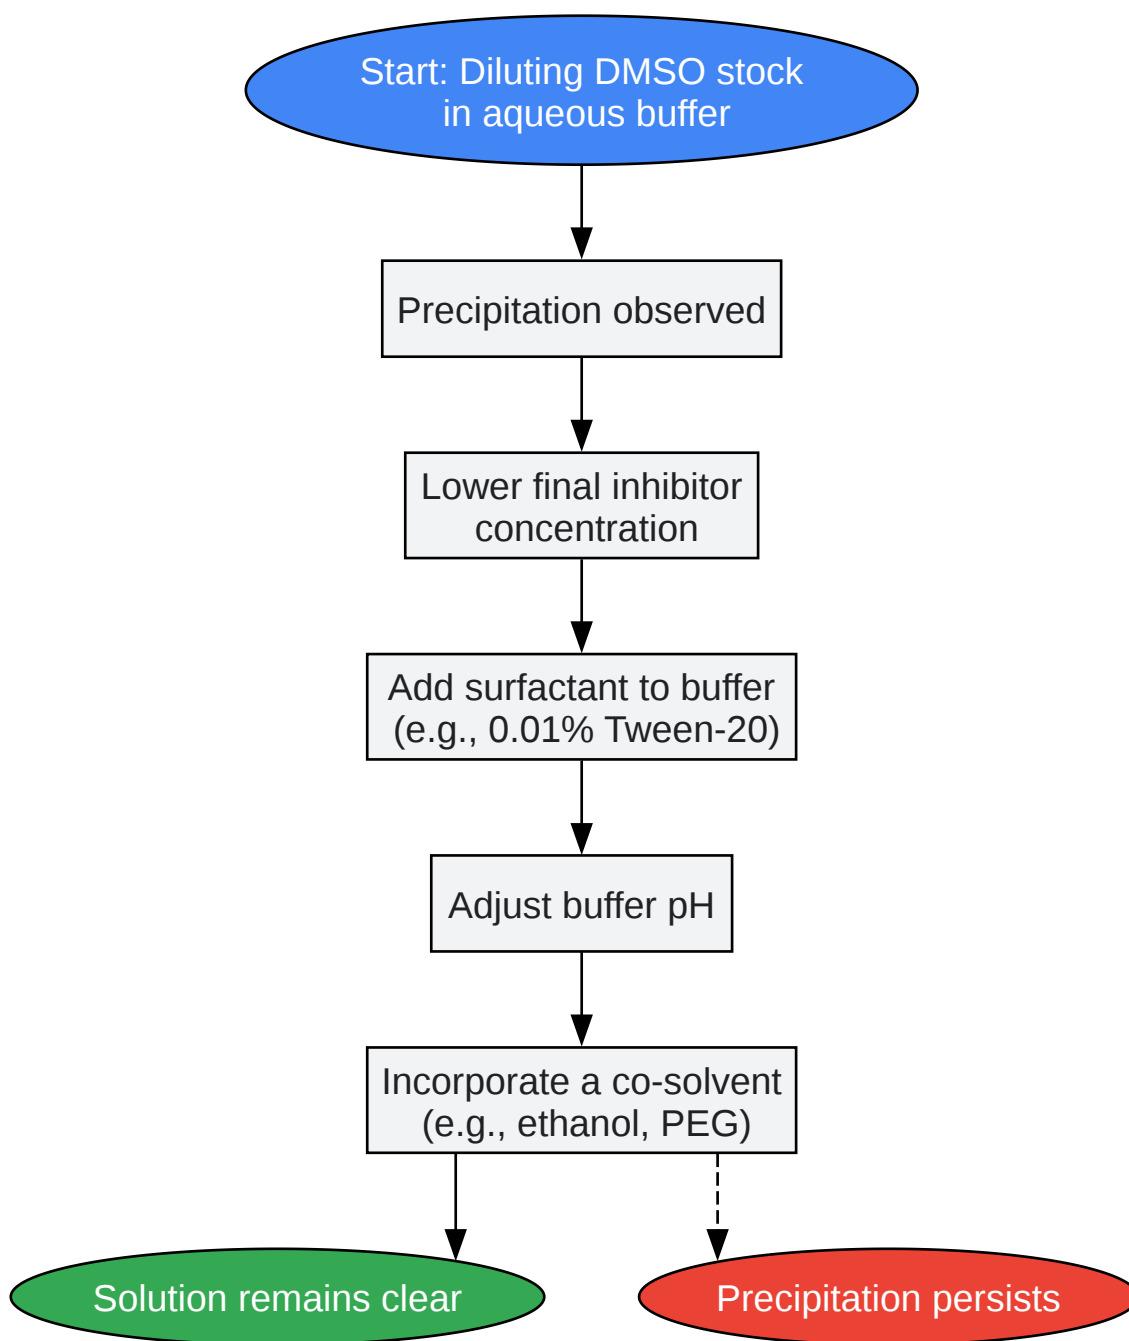 Start: Diluting DMSO stock
in aqueous buffer
Precipitation observed
Lower final inhibitor
concentration
Add surfactant to buffer
(e.g., 0.01% Tween-20)
Adjust buffer pH
Incorporate a co-solvent
(e.g., ethanol, PEG)
Solution remains clear
Precipitation persists